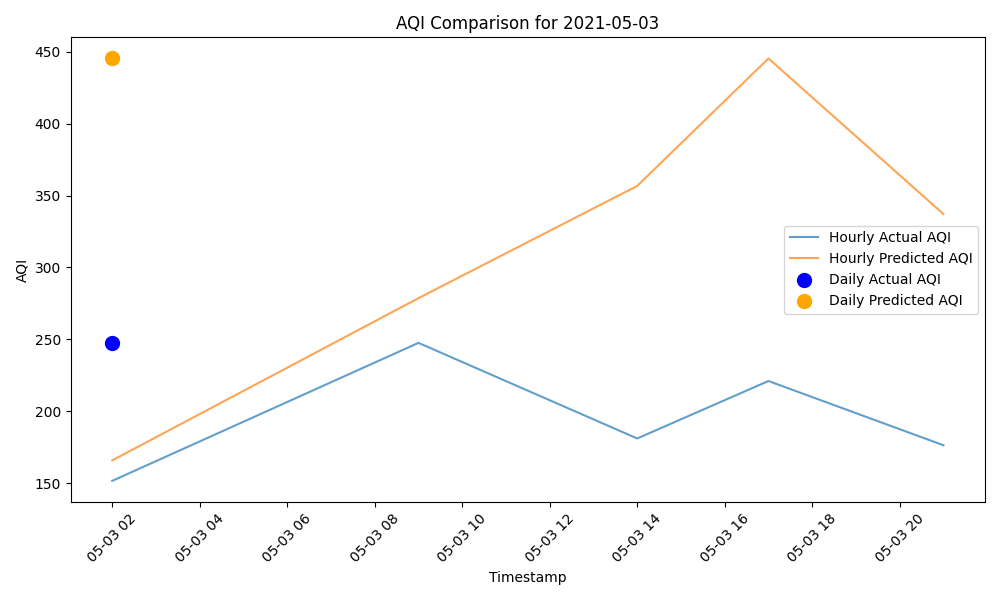 AQI Comparison for 2021-05-03
450
400
350
300
250
200
150
AQI
Hourly Actual AQI
Hourly Predicted AQI
Daily Actual AQI
Daily Predicted AQI
05-03 02
05-03 04
05-03 06
05-03 08
05-03 10
05-03 12
05-03 14
05-03 16
05-03 18
05-03 20
Timestamp